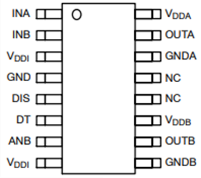 INA
INB
VDDI
GND
DIS
DT
ANB
VDDI
VDDA
OUTA
GNDA
NC
NC
VDDB
OUTB
GNDB